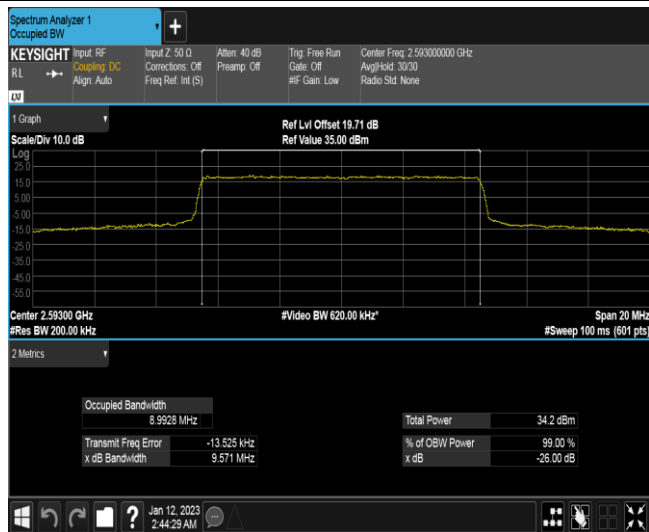 Spectrum Analyzer 1
Occupied BW
+
KEYSIGHT
RL
LXI
Input: RF
Coupling: DC
Align: Auto
Input Z: 50 Ω
Corrections: Off
Freq Ref: Int (S)
Atten: 40 dB
Preamp: Off
Trig: Free Run
Gate: Off
#IF Gain: Low
Center Freq: 2.593000000 GHz
Avg|Hold: 30/30
Radio Std: None
1 Graph
Scale/Div 10.0 dB
Ref Lvl Offset 19.71 dB
Ref Value 35.00 dBm
Log
25.0
15.0
5.00
-5.00
-15.0
-25.0
-35.0
-45.0
-55.0
Center 2.59300 GHz
#Video BW 620.00 kHz*
Span 20 MHz
#Res BW 200.00 kHz
#Sweep 100 ms (601 pts)
2 Metrics
Occupied Bandwidth
8.9928 MHz
Total Power 34.2 dBm
Transmit Freq Error -13.525 kHz
% of OBW Power 99.00 %
x dB Bandwidth 9.571 MHz
x dB -26.00 dB
?
Jan 12, 2023
2:44:29 AM